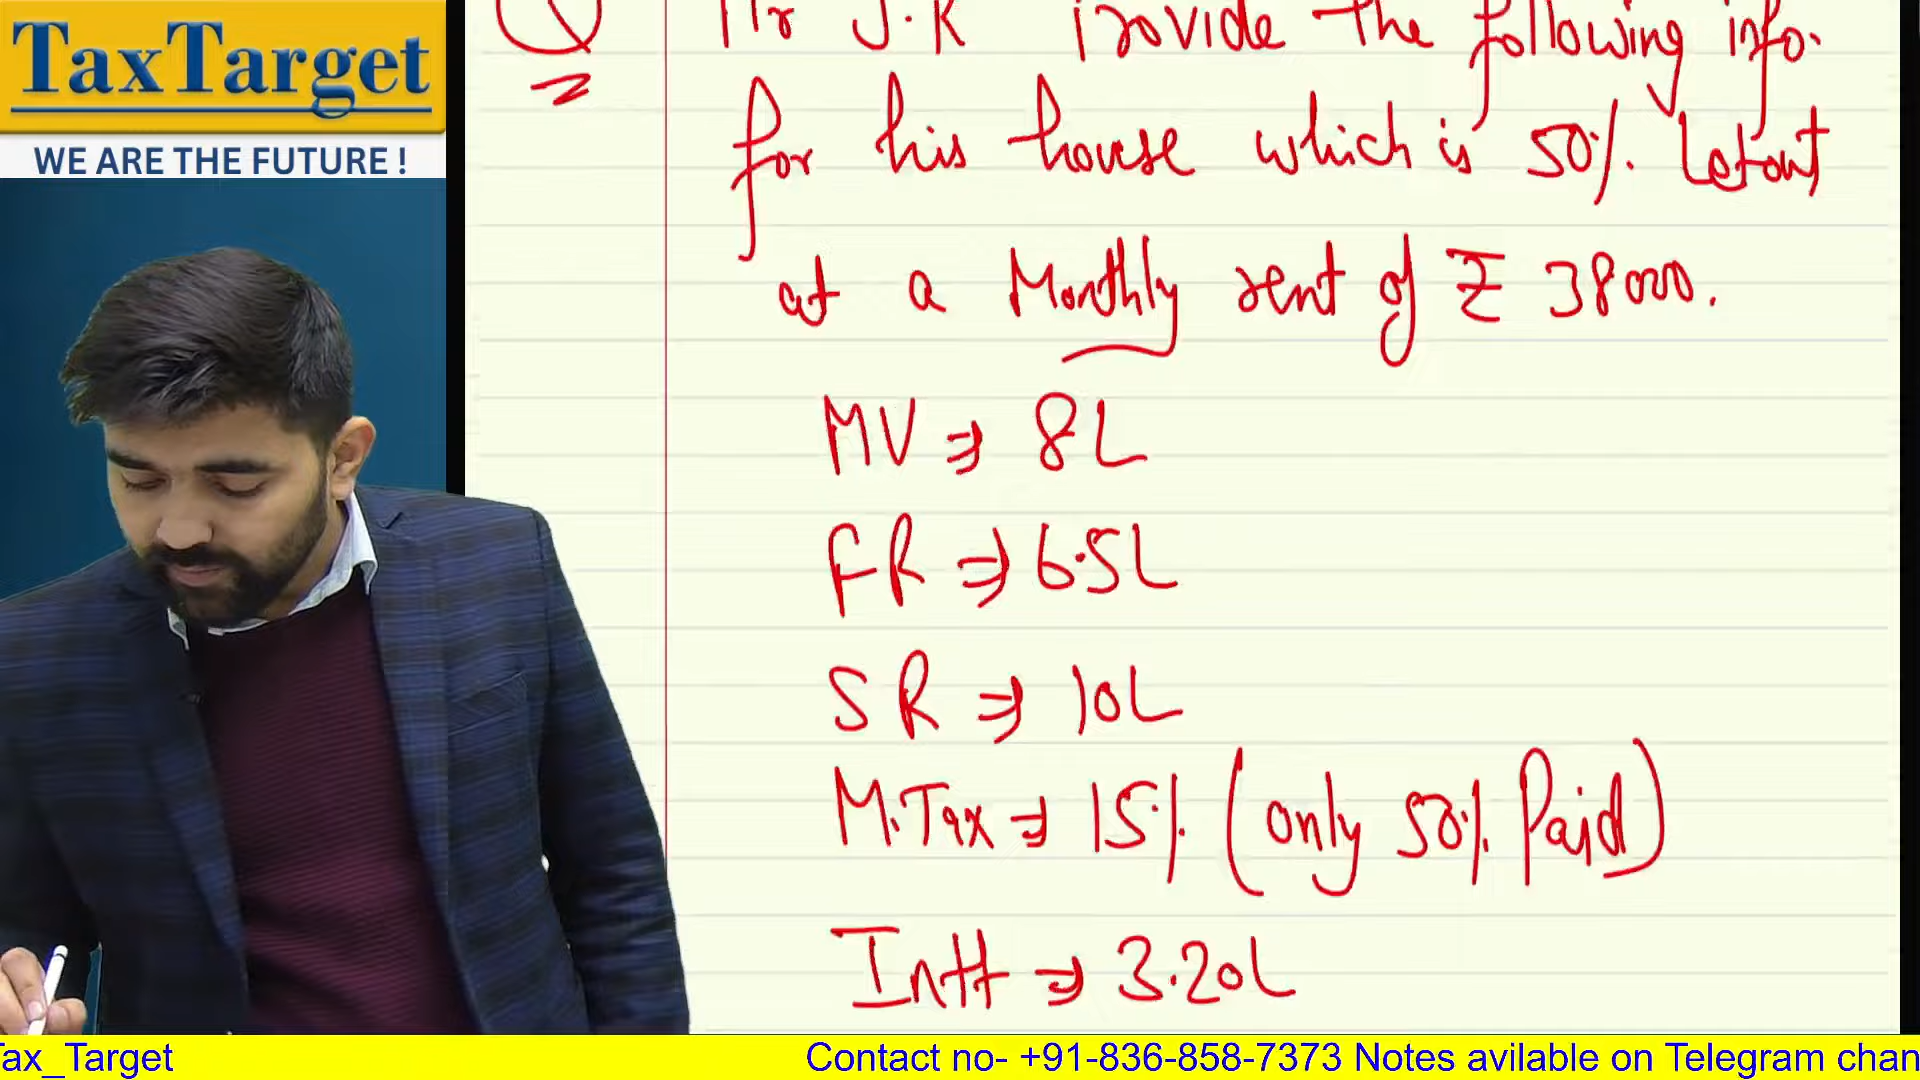 TaxTarget
WE ARE THE FUTURE !
Q Mr J.K Provide the following info.
for his house which is 50%. Letout
at a Monthly rent of ₹ 38000.
MV ⇒ 8L
FR ⇒ 6.5L
SR ⇒ 10L
M.Tax ⇒ 15% (only 50% Paid)
Intt ⇒ 3.20L
Tax_Target Contact no- +91-836-858-7373 Notes avilable on Telegram chan